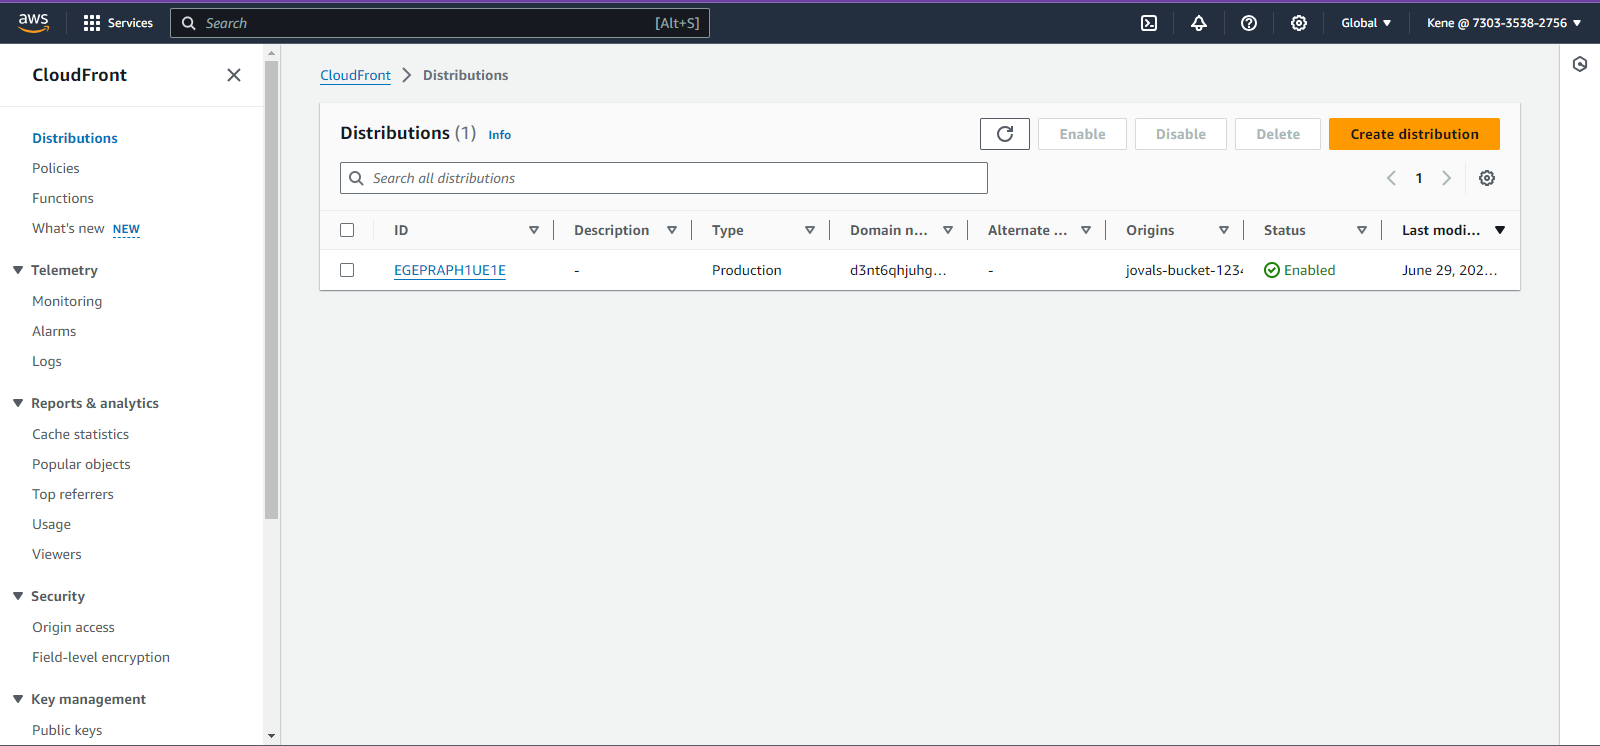 aws Services Search [Alt+S] Global Kene @ 7303-3538-2756
CloudFront
Distributions
Policies
Functions
What's new NEW
Telemetry
Monitoring
Alarms
Logs
Reports & analytics
Cache statistics
Popular objects
Top referrers
Usage
Viewers
Security
Origin access
Field-level encryption
Key management
Public keys
CloudFront Distributions
Distributions (1) Info Enable Disable Delete Create distribution
Search all distributions 1
ID Description Type Domain n... Alternate ... Origins Status Last modi...
EGEPRAPH1UE1E - Production d3nt6qhjuhg... - jovals-bucket-1234 Enabled June 29, 202...